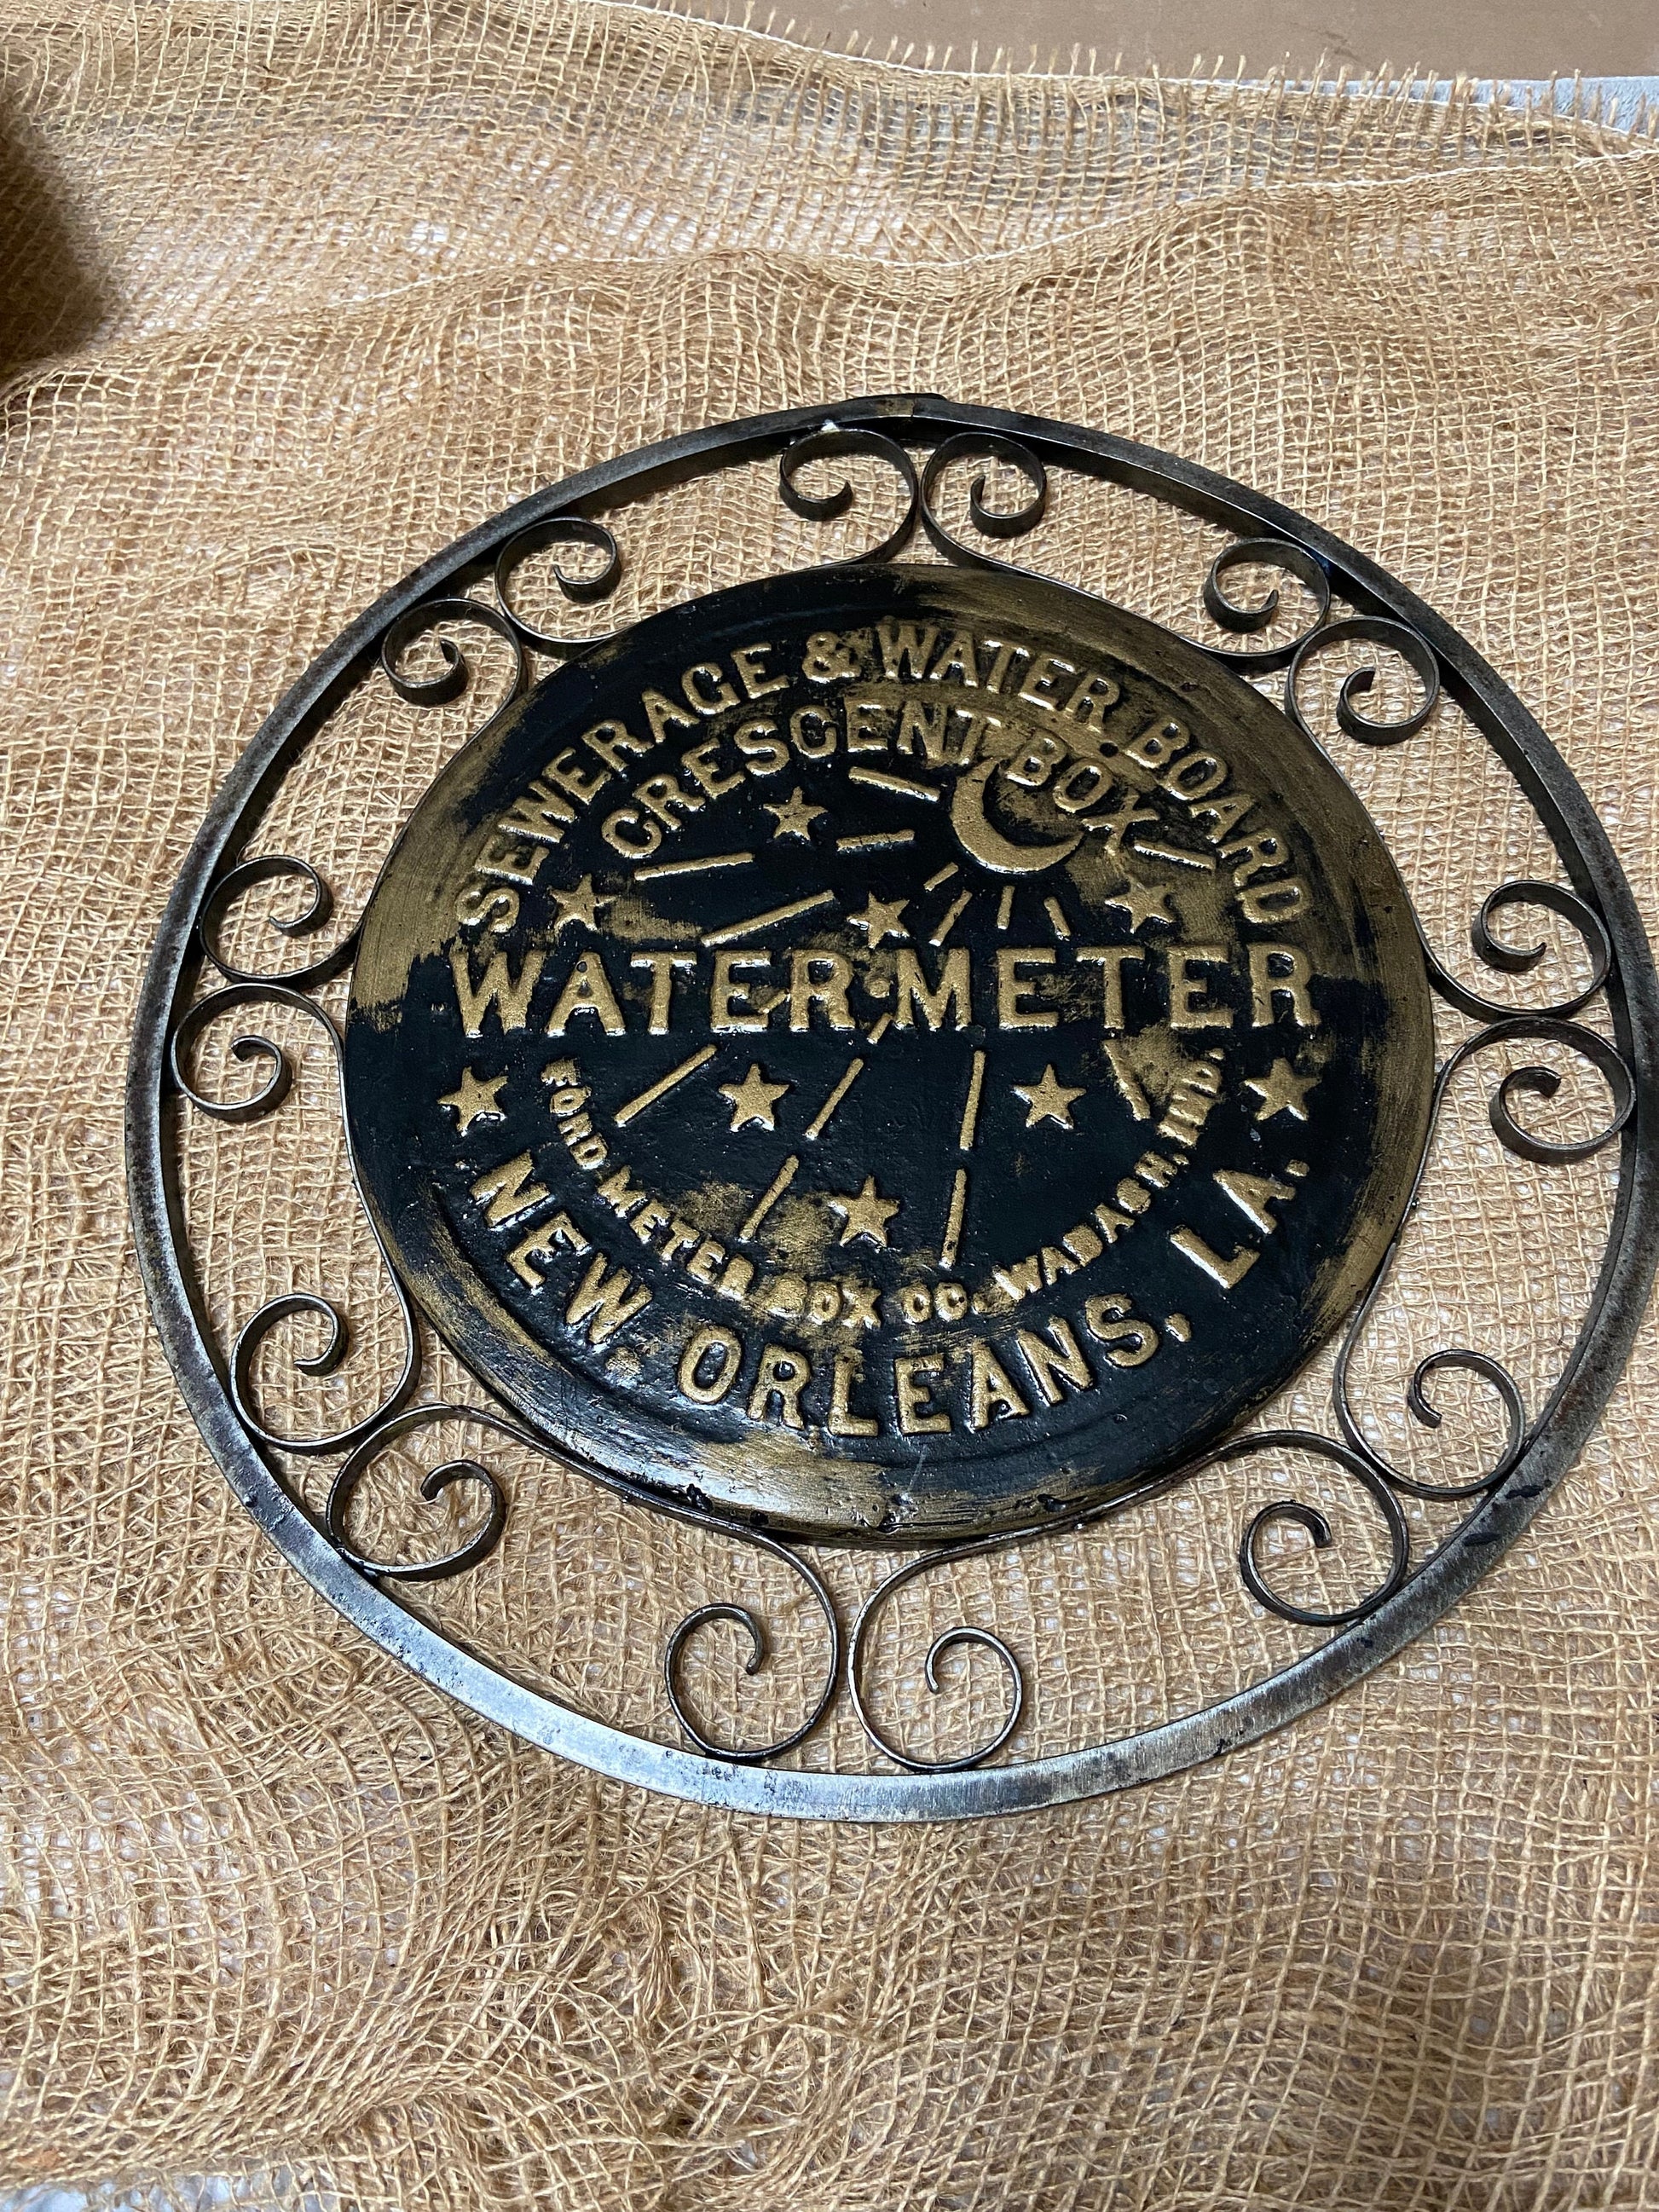 SEWERAGE & WATER BOARD
CRESCENT BOX
WATER METER
FORD METER BOX CO. WABASH, IND.
NEW ORLEANS, LA.